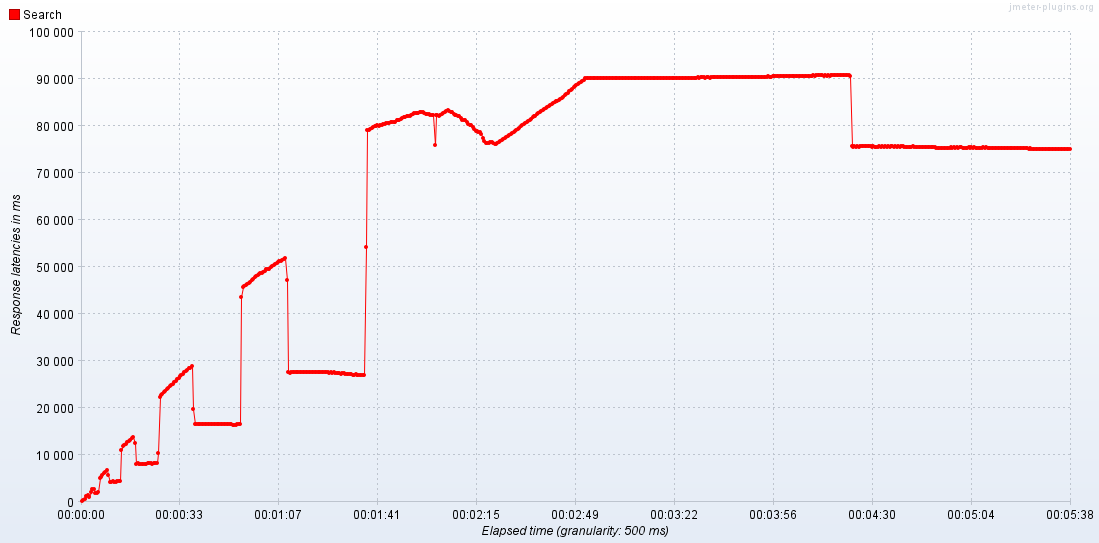 jmeter-plugins.org
Search
100 000
90 000
80 000
70 000
60 000
50 000
40 000
30 000
20 000
10 000
0
Response latencies in ms
00:00:00 00:00:33 00:01:07 00:01:41 00:02:15 00:02:49 00:03:22 00:03:56 00:04:30 00:05:04 00:05:38
Elapsed time (granularity: 500 ms)